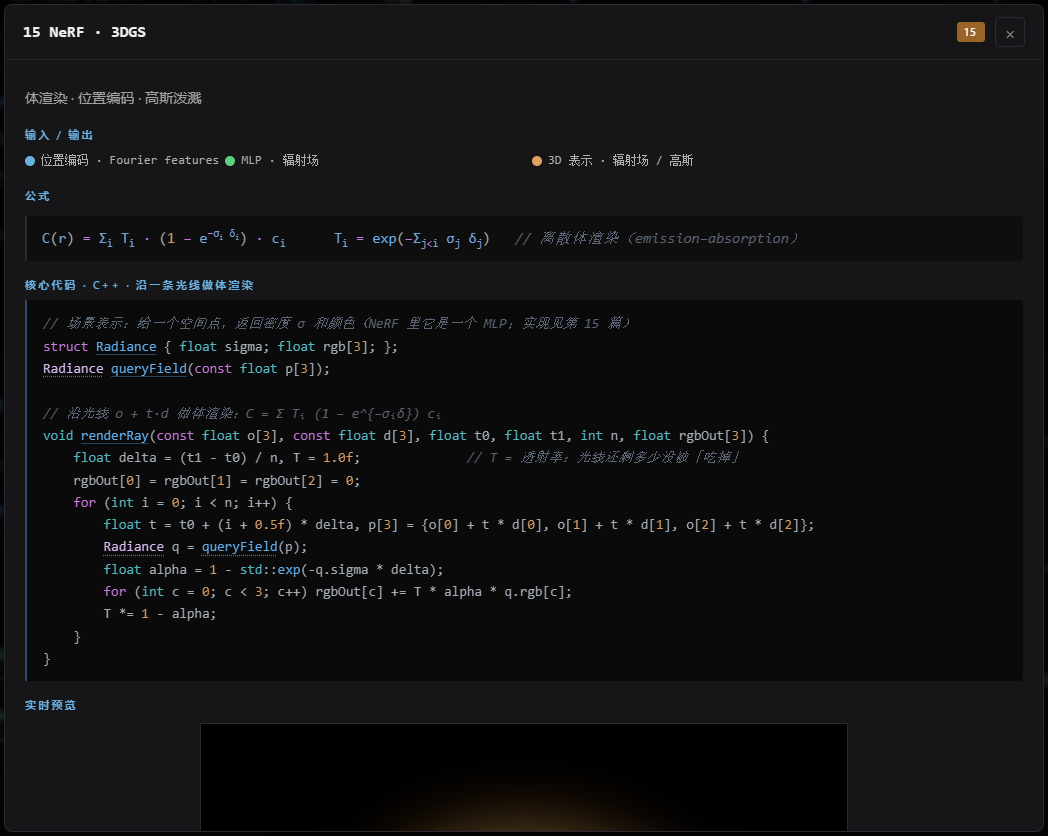 15 NeRF · 3DGS
15
×
体渲染 · 位置编码 · 高斯泼溅
输入 / 输出
位置编码 · Fourier features
MLP · 辐射场
3D 表示 · 辐射场 / 高斯
公式
C(r) = Σᵢ Tᵢ · (1 − e^−σᵢ δᵢ) · cᵢ Tᵢ = exp(−Σj<i σj δj) // 离散体渲染（emission–absorption）
核心代码 · C++ · 沿一条光线做体渲染
// 场景表示：给一个空间点，返回密度 σ 和颜色（NeRF 里它是一个 MLP；实现见第 15 篇）
struct Radiance { float sigma; float rgb[3]; };
Radiance queryField(const float p[3]);
// 沿光线 o + t·d 做体渲染：C = Σ Tᵢ (1 − e^{−σᵢδ}) cᵢ
void renderRay(const float o[3], const float d[3], float t0, float t1, int n, float rgbOut[3]) {
    float delta = (t1 - t0) / n, T = 1.0f; // T = 透射率：光线还剩多少没被「吃掉」
    rgbOut[0] = rgbOut[1] = rgbOut[2] = 0;
    for (int i = 0; i < n; i++) {
        float t = t0 + (i + 0.5f) * delta, p[3] = {o[0] + t * d[0], o[1] + t * d[1], o[2] + t * d[2]};
        Radiance q = queryField(p);
        float alpha = 1 - std::exp(-q.sigma * delta);
        for (int c = 0; c < 3; c++) rgbOut[c] += T * alpha * q.rgb[c];
        T *= 1 - alpha;
    }
}
实时预览